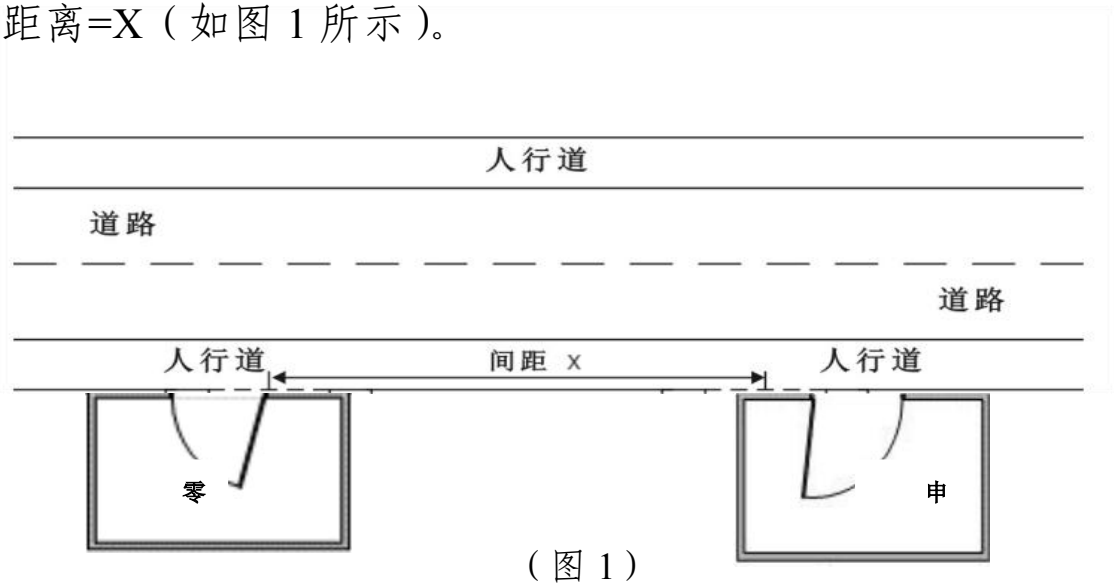 距离=X（如图 1 所示）。
人行道
道路
道路
人行道 间距 x 人行道
零 申
（图 1）